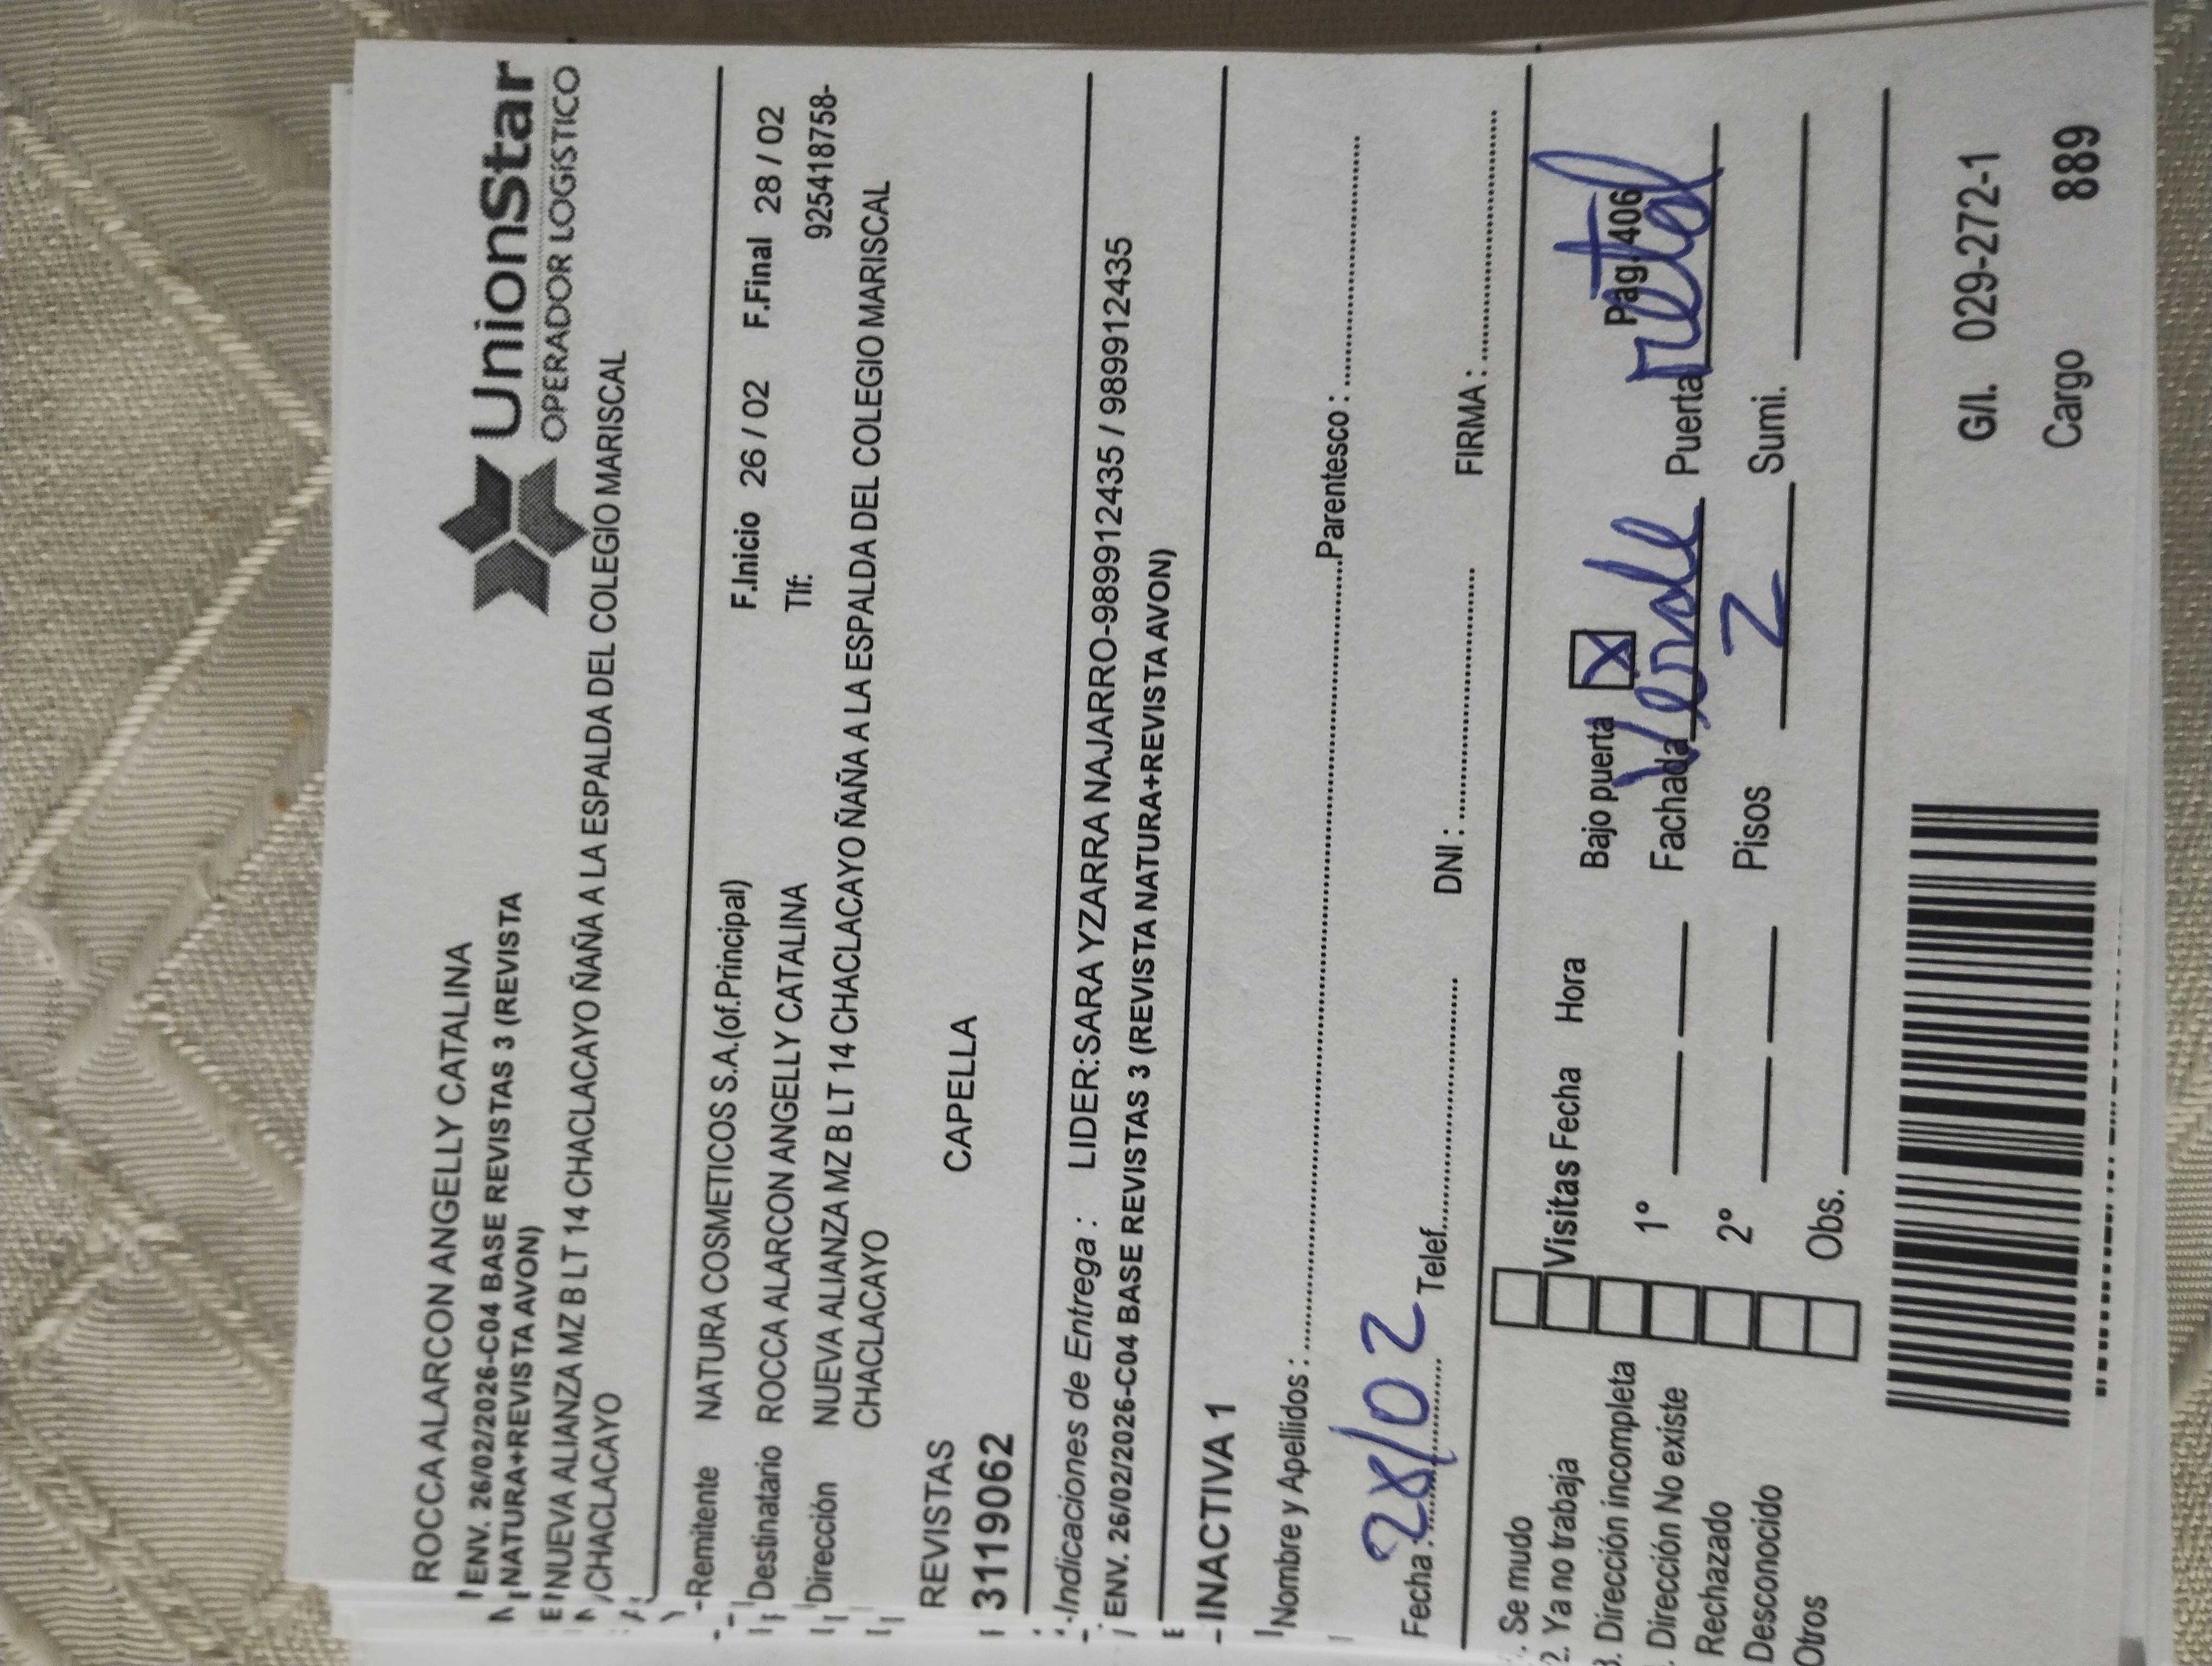 ROCCA ALARCON ANGELLY CATALINA
ENV. 26/02/2026-C04 BASE REVISTAS 3 (REVISTA
NATURA+REVISTA AVON)
NUEVA ALIANZA MZ B LT 14 CHACLACAYO ÑAÑA A LA ESPALDA DEL COLEGIO MARISCAL
CHACLACAYO
UnionStar
OPERADOR LOGíSTICO
Remitente NATURA COSMETICOS S.A.(of.Principal) F.Inicio 26 / 02 F.Final 28 / 02
Destinatario ROCCA ALARCON ANGELLY CATALINA Tlf: 925418758-
Dirección NUEVA ALIANZA MZ B LT 14 CHACLACAYO ÑAÑA A LA ESPALDA DEL COLEGIO MARISCAL
CHACLACAYO
REVISTAS CAPELLA
3119062
Indicaciones de Entrega : LIDER:SARA YZARRA NAJARRO-989912435 / 989912435
ENV. 26/02/2026-C04 BASE REVISTAS 3 (REVISTA NATURA+REVISTA AVON)
INACTIVA 1
Nombre y Apellidos : Parentesco :
Fecha : 28/02 Telef. DNI : FIRMA :
Se mudo
2. Ya no trabaja
3. Dirección incompleta
Dirección No existe
Rechazado
Desconocido
Otros
Visitas Fecha Hora
1°
2°
Obs.
Bajo puerta X Pag. 406
Fachada Verde Puerta metal
Pisos 2 Sumi.
G/I. 029-272-1
Cargo 889